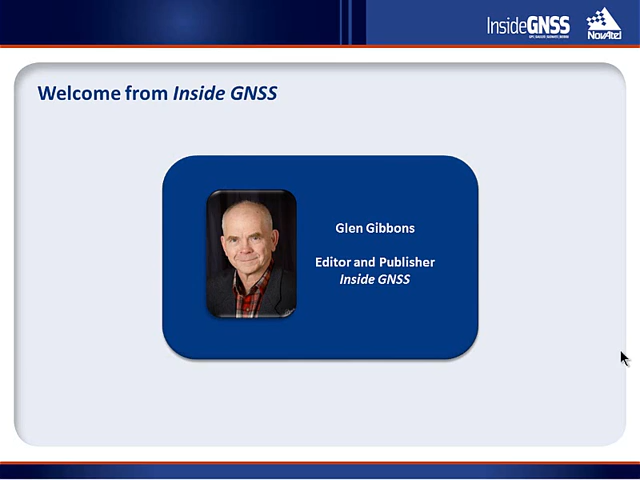 InsideGNSS
NovAtel
Welcome from Inside GNSS
Glen Gibbons
Editor and Publisher
Inside GNSS